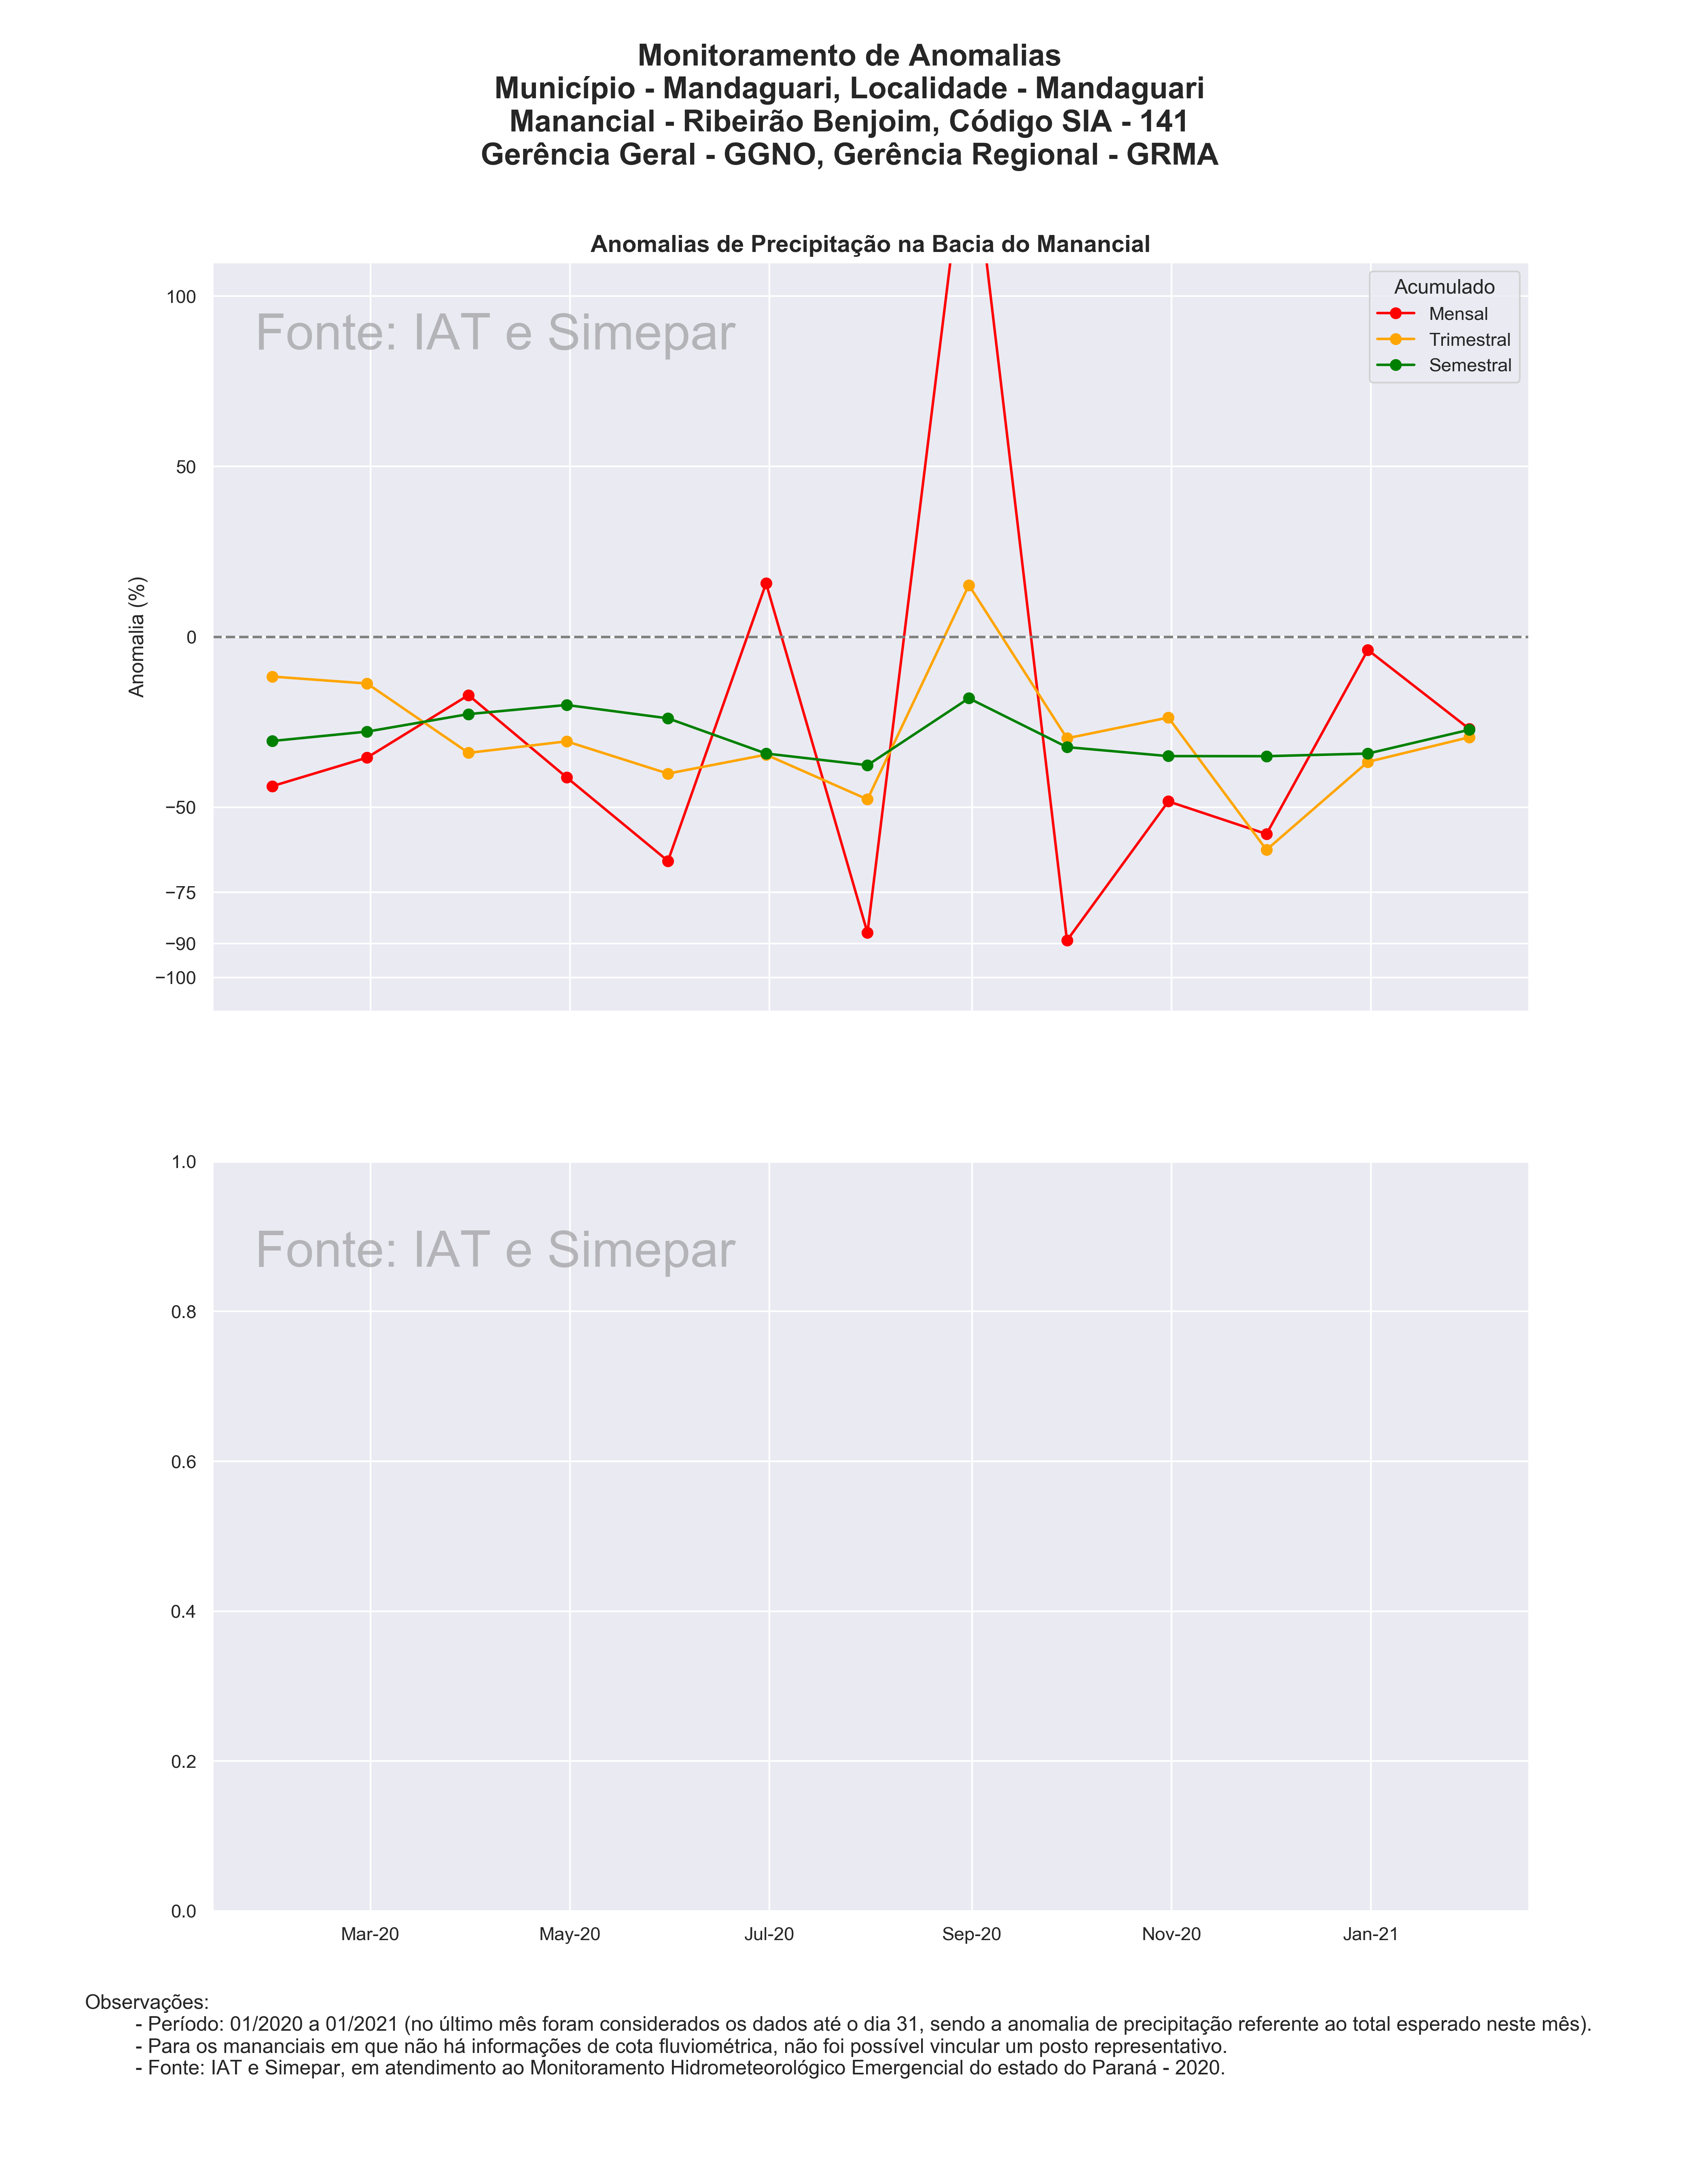 Monitoramento de Anomalias
Município - Mandaguari, Localidade - Mandaguari
Manancial - Ribeirão Benjoim, Código SIA - 141
Gerência Geral - GGNO, Gerência Regional - GRMA
Anomalias de Precipitação na Bacia do Manancial
Fonte: IAT e Simepar
Acumulado
Mensal
Trimestral
Semestral
Anomalia (%)
100
50
0
−50
−75
−90
−100
Fonte: IAT e Simepar
1.0
0.8
0.6
0.4
0.2
0.0
Mar-20 May-20 Jul-20 Sep-20 Nov-20 Jan-21
Observações:
- Período: 01/2020 a 01/2021 (no último mês foram considerados os dados até o dia 31, sendo a anomalia de precipitação referente ao total esperado neste mês).
- Para os mananciais em que não há informações de cota fluviométrica, não foi possível vincular um posto representativo.
- Fonte: IAT e Simepar, em atendimento ao Monitoramento Hidrometeorológico Emergencial do estado do Paraná - 2020.